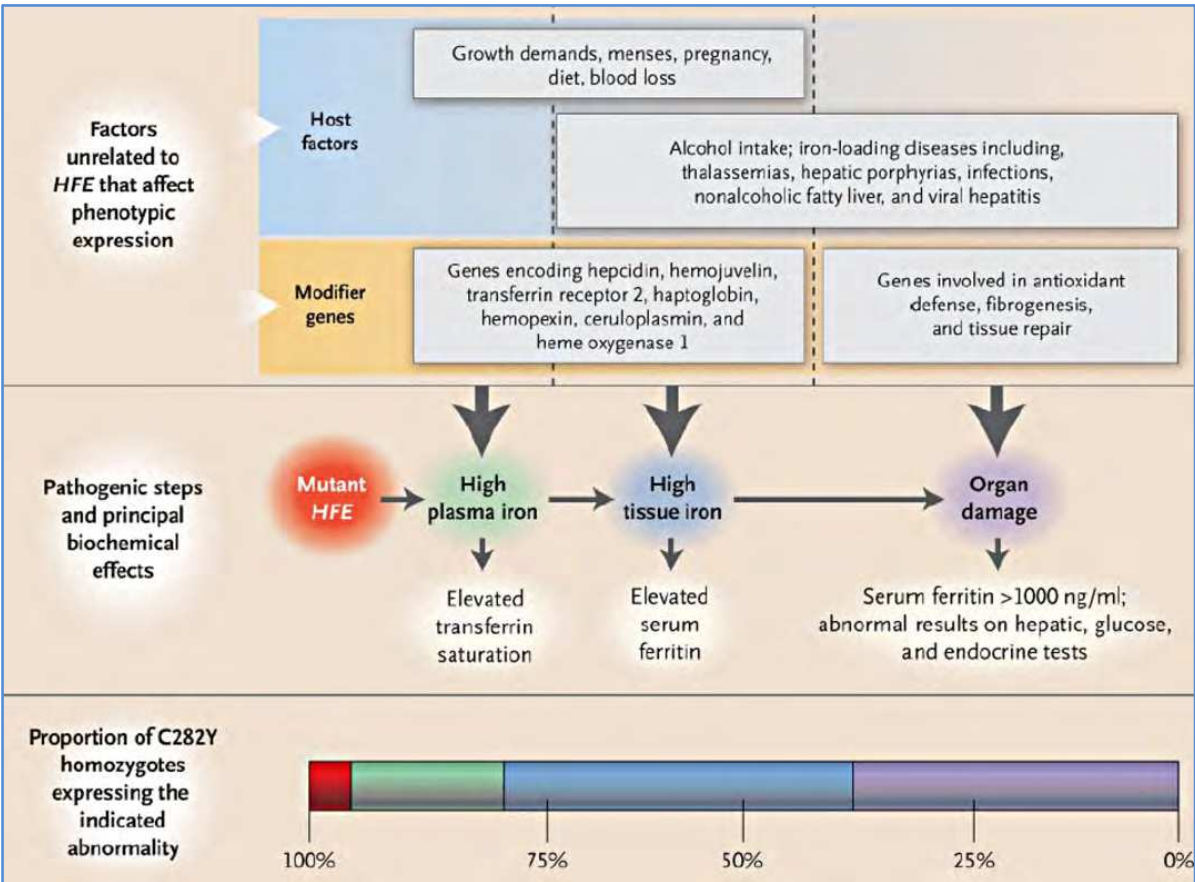 Factors
unrelated to
HFE that affect
phenotypic
expression
Host
factors
Growth demands, menses, pregnancy,
diet, blood loss
Alcohol intake; iron-loading diseases including,
thalassemias, hepatic porphyrias, infections,
nonalcoholic fatty liver, and viral hepatitis
Modifier
genes
Genes encoding hepcidin, hemojuvelin,
transferrin receptor 2, haptoglobin,
hemopexin, ceruloplasmin, and
heme oxygenase 1
Genes involved in antioxidant
defense, fibrogenesis,
and tissue repair
Pathogenic steps
and principal
biochemical
effects
Mutant
HFE
High
plasma iron
High
tissue iron
Organ
damage
Elevated
transferrin
saturation
Elevated
serum
ferritin
Serum ferritin >1000 ng/ml;
abnormal results on hepatic, glucose,
and endocrine tests
Proportion of C282Y
homozygotes
expressing the
indicated
abnormality
100% 75% 50% 25% 0%